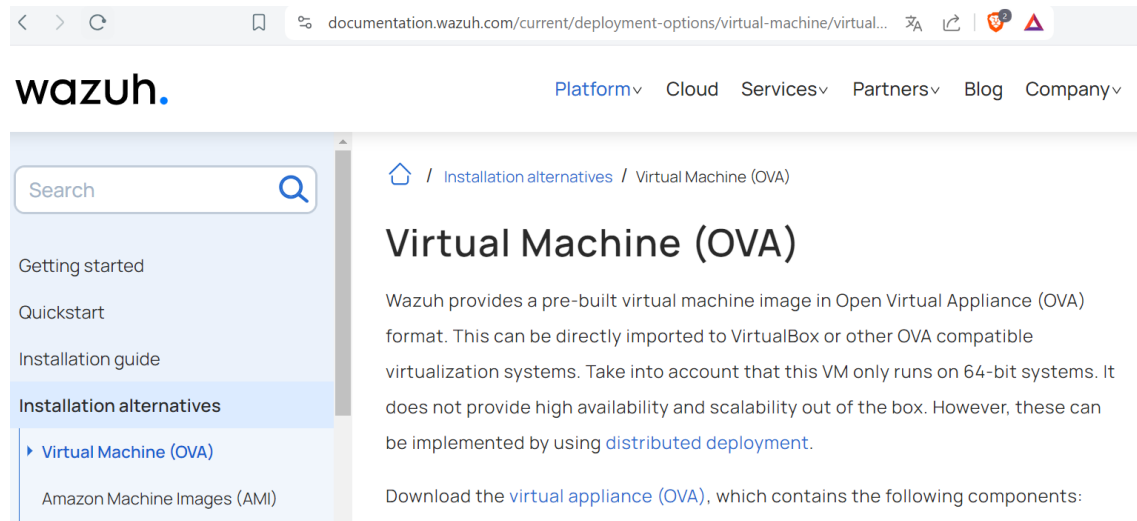 documentation.wazuh.com/current/deployment-options/virtual-machine/virtual...
2
wazuh.
Platform Cloud Services Partners Blog Company
Search
/ Installation alternatives / Virtual Machine (OVA)
Getting started
Quickstart
Installation guide
Installation alternatives
Virtual Machine (OVA)
Amazon Machine Images (AMI)
Virtual Machine (OVA)
Wazuh provides a pre-built virtual machine image in Open Virtual Appliance (OVA)
format. This can be directly imported to VirtualBox or other OVA compatible
virtualization systems. Take into account that this VM only runs on 64-bit systems. It
does not provide high availability and scalability out of the box. However, these can
be implemented by using distributed deployment.
Download the virtual appliance (OVA), which contains the following components: